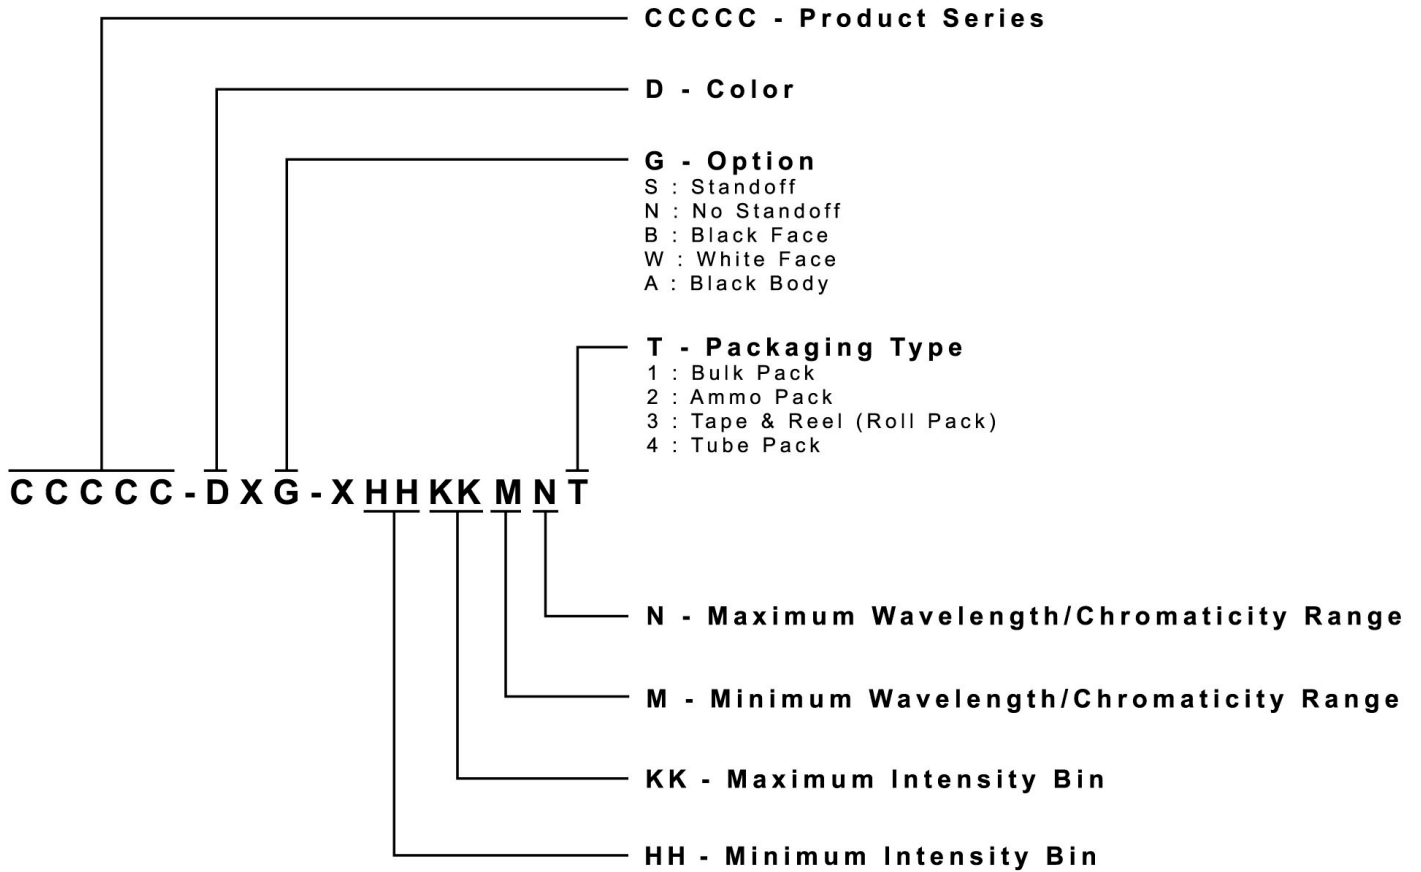 CCCCC - Product Series
D - Color
G - Option
S : Standoff
N : No Standoff
B : Black Face
W : White Face
A : Black Body
T - Packaging Type
1 : Bulk Pack
2 : Ammo Pack
3 : Tape & Reel (Roll Pack)
4 : Tube Pack
CCCCC-DXG-XHHKKMNT
N - Maximum Wavelength/Chromaticity Range
M - Minimum Wavelength/Chromaticity Range
KK - Maximum Intensity Bin
HH - Minimum Intensity Bin